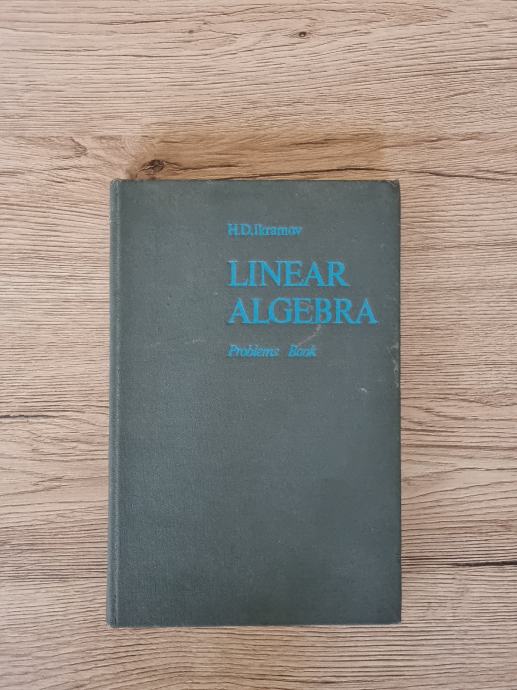 H.D.Ikramov
LINEAR
ALGEBRA
Problems Book